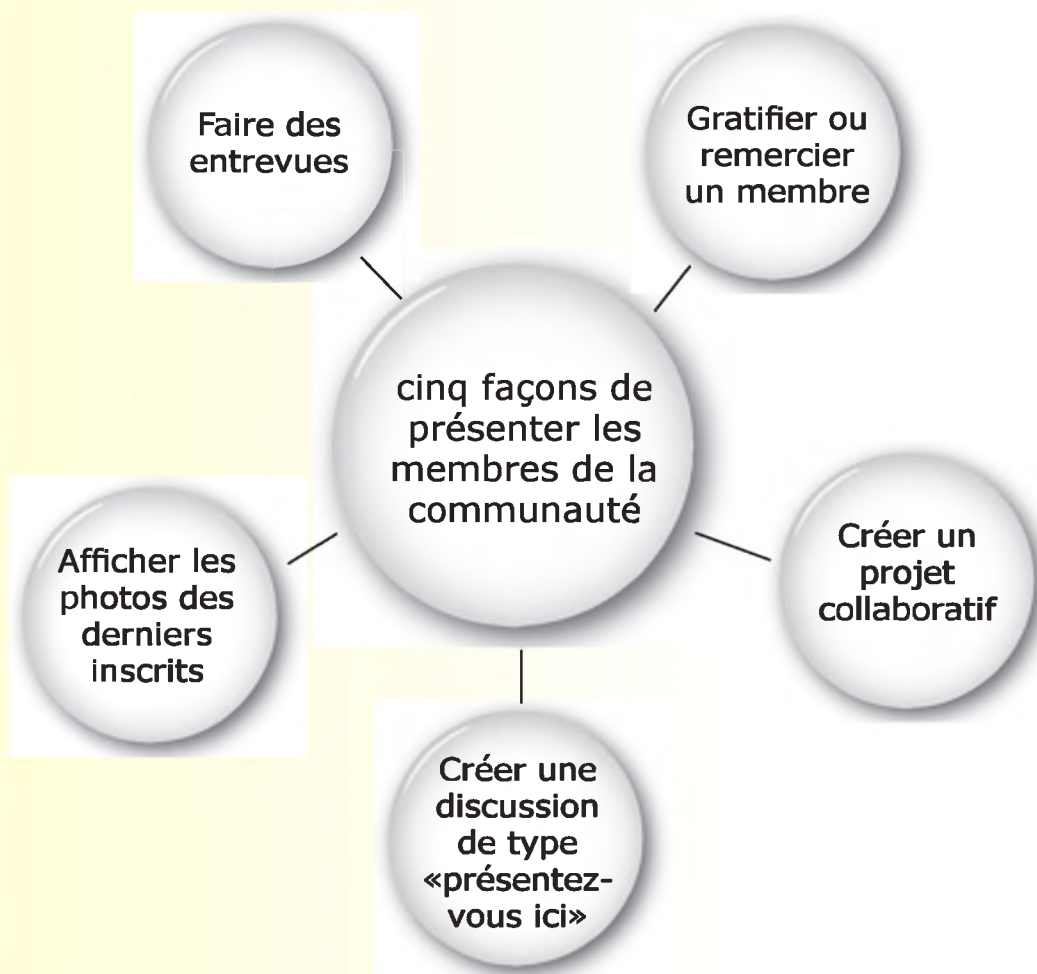 Faire des
entrevues
Gratifier ou
remercier
un membre
cinq façons de
présenter les
membres de la
communauté
Créer un
projet
collaboratif
Afficher les
photos des
derniers
inscrits
Créer une
discussion
de type
«présentez-
vous ici»